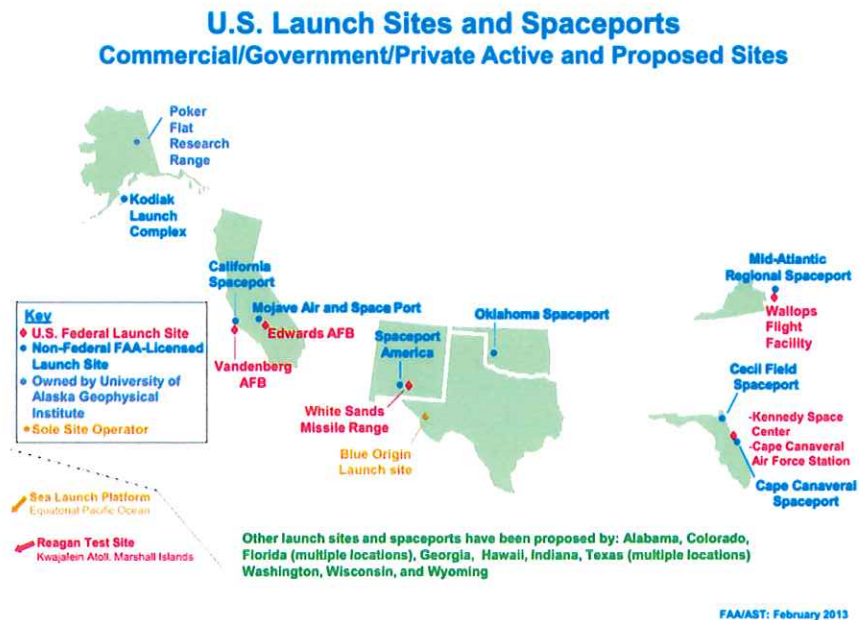 U.S. Launch Sites and Spaceports
Commercial/Government/Private Active and Proposed Sites
Poker
Flat
Research
Range
Kodiak
Launch
Complex
California
Spaceport
Mojave Air and Space Port
Edwards AFB
Vandenberg
AFB
Key
U.S. Federal Launch Site
Non-Federal FAA-Licensed
Launch Site
Owned by University of
Alaska Geophysical
Institute
Sole Site Operator
Spaceport
America
White Sands
Missile Range
Oklahoma Spaceport
Blue Origin
Launch site
Mid-Atlantic
Regional Spaceport
Wallops
Flight
Facility
Cecil Field
Spaceport
-Kennedy Space
Center
-Cape Canaveral
Air Force Station
Cape Canaveral
Spaceport
Sea Launch Platform
Equatorial Pacific Ocean
Reagan Test Site
Kwajalein Atoll, Marshall Islands
Other launch sites and spaceports have been proposed by: Alabama, Colorado,
Florida (multiple locations), Georgia, Hawaii, Indiana, Texas (multiple locations)
Washington, Wisconsin, and Wyoming
FAA/AST: February 2013